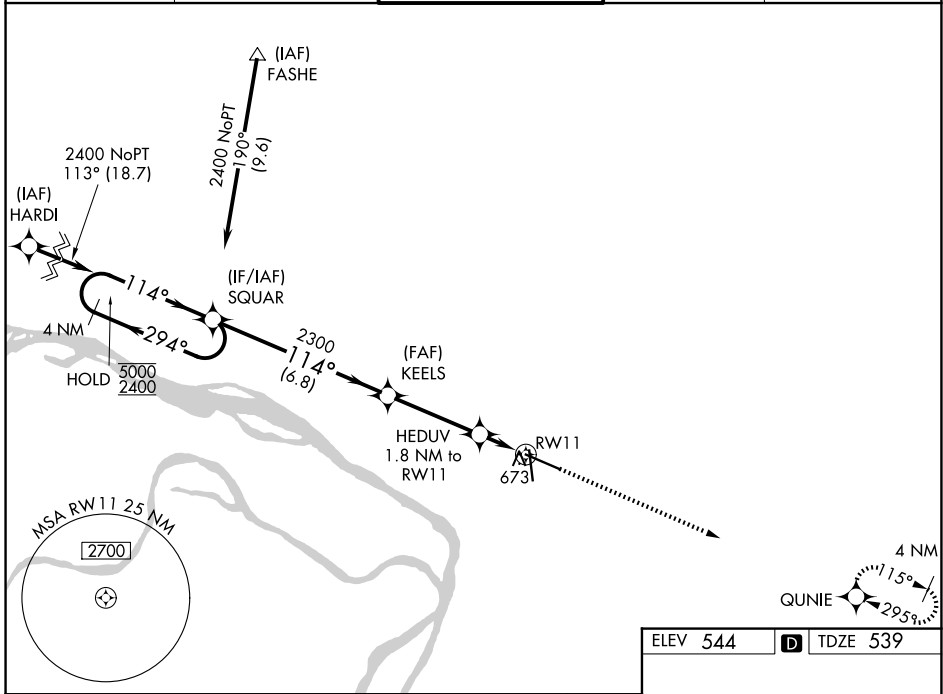 (IAF)
FASHE
2400 NoPT
190°
(9.6)
2400 NoPT
113° (18.7)
(IAF)
HARDI
(IF/IAF)
SQUAR
114°
4 NM
294°
HOLD
5000
2400
2300
114°
(6.8)
(FAF)
KEELS
HEDUV
1.8 NM to
RW11
RW11
673
MSA RW11 25 NM
2700
4 NM
115°
QUNIE
295°
ELEV 544 D TDZE 539